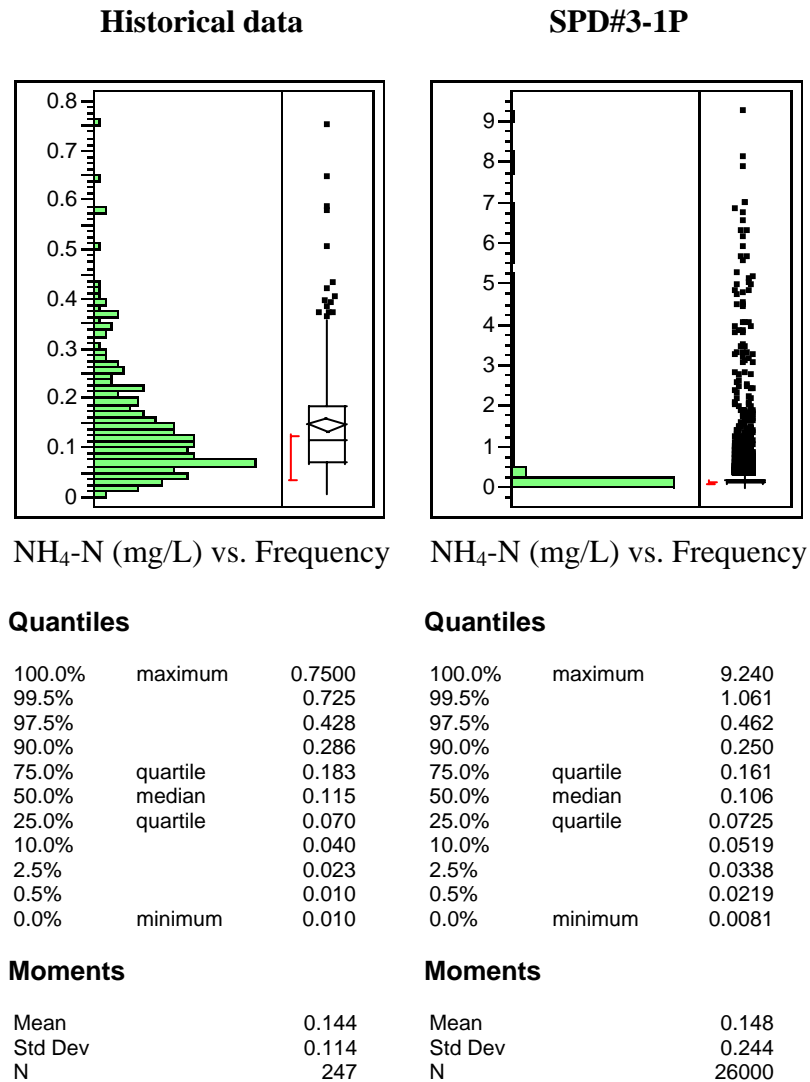 Historical data
SPD#3-1P
0.8
0.7
0.6
0.5
0.4
0.3
0.2
0.1
0
9
8
7
6
5
4
3
2
1
0
NH₄-N (mg/L) vs. Frequency
NH₄-N (mg/L) vs. Frequency
Quantiles
100.0% maximum 0.7500
99.5% 0.725
97.5% 0.428
90.0% 0.286
75.0% quartile 0.183
50.0% median 0.115
25.0% quartile 0.070
10.0% 0.040
2.5% 0.023
0.5% 0.010
0.0% minimum 0.010
Moments
Mean 0.144
Std Dev 0.114
N 247
Quantiles
100.0% maximum 9.240
99.5% 1.061
97.5% 0.462
90.0% 0.250
75.0% quartile 0.161
50.0% median 0.106
25.0% quartile 0.0725
10.0% 0.0519
2.5% 0.0338
0.5% 0.0219
0.0% minimum 0.0081
Moments
Mean 0.148
Std Dev 0.244
N 26000